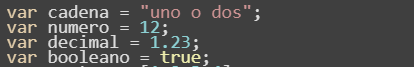 var cadena = "uno o dos";
var numero = 12;
var decimal = 1.23;
var booleano = true;